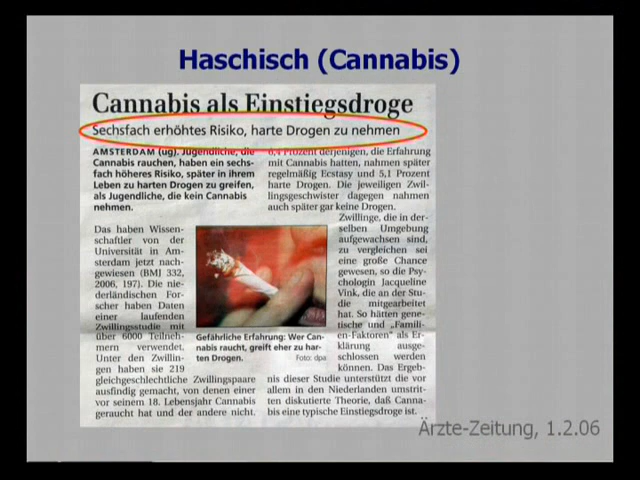 Haschisch (Cannabis)
Cannabis als Einstiegsdroge
Sechsfach erhöhtes Risiko, harte Drogen zu nehmen
AMSTERDAM (ug). Jugendliche, die
Cannabis rauchen, haben ein sechs-
fach höheres Risiko, später in ihrem
Leben zu harten Drogen zu greifen,
als Jugendliche, die kein Cannabis
nehmen.
Das haben Wissen-
schaftler von der
Universität in Am-
sterdam jetzt nach-
gewiesen (BMJ 332,
2006, 197). Die nie-
derländischen For-
scher haben Daten
einer laufenden
Zwillingsstudie mit
über 6000 Teilneh-
mern verwendet.
Unter den Zwillin-
gen haben sie 219
gleichgeschlechtliche Zwillingspaare
ausfindig gemacht, von denen einer
vor seinem 18. Lebensjahr Cannabis
geraucht hat und der andere nicht.
Gefährliche Erfahrung: Wer Can-
nabis raucht, greift eher zu har-
ten Drogen.
Foto: dpa
6,4 Prozent derjenigen, die Erfahrung
mit Cannabis hatten, nahmen später
regelmäßig Ecstasy und 5,1 Prozent
harte Drogen. Die jeweiligen Zwil-
lingsgeschwister dagegen nahmen
auch später gar keine Drogen.
Zwillinge, die in der-
selben Umgebung
aufgewachsen sind,
zu vergleichen sei
eine große Chance
gewesen, so die Psy-
chologin Jacqueline
Vink, die an der Stu-
die mitgearbeitet
hat. So hätten gene-
tische und „Famili-
en-Faktoren“ als Er-
klärung ausge-
schlossen werden
können. Das Ergeb-
nis dieser Studie unterstützt die vor
allem in den Niederlanden umstrit-
ten diskutierte Theorie, daß Canna-
bis eine typische Einstiegsdroge ist.
Ärzte-Zeitung, 1.2.06